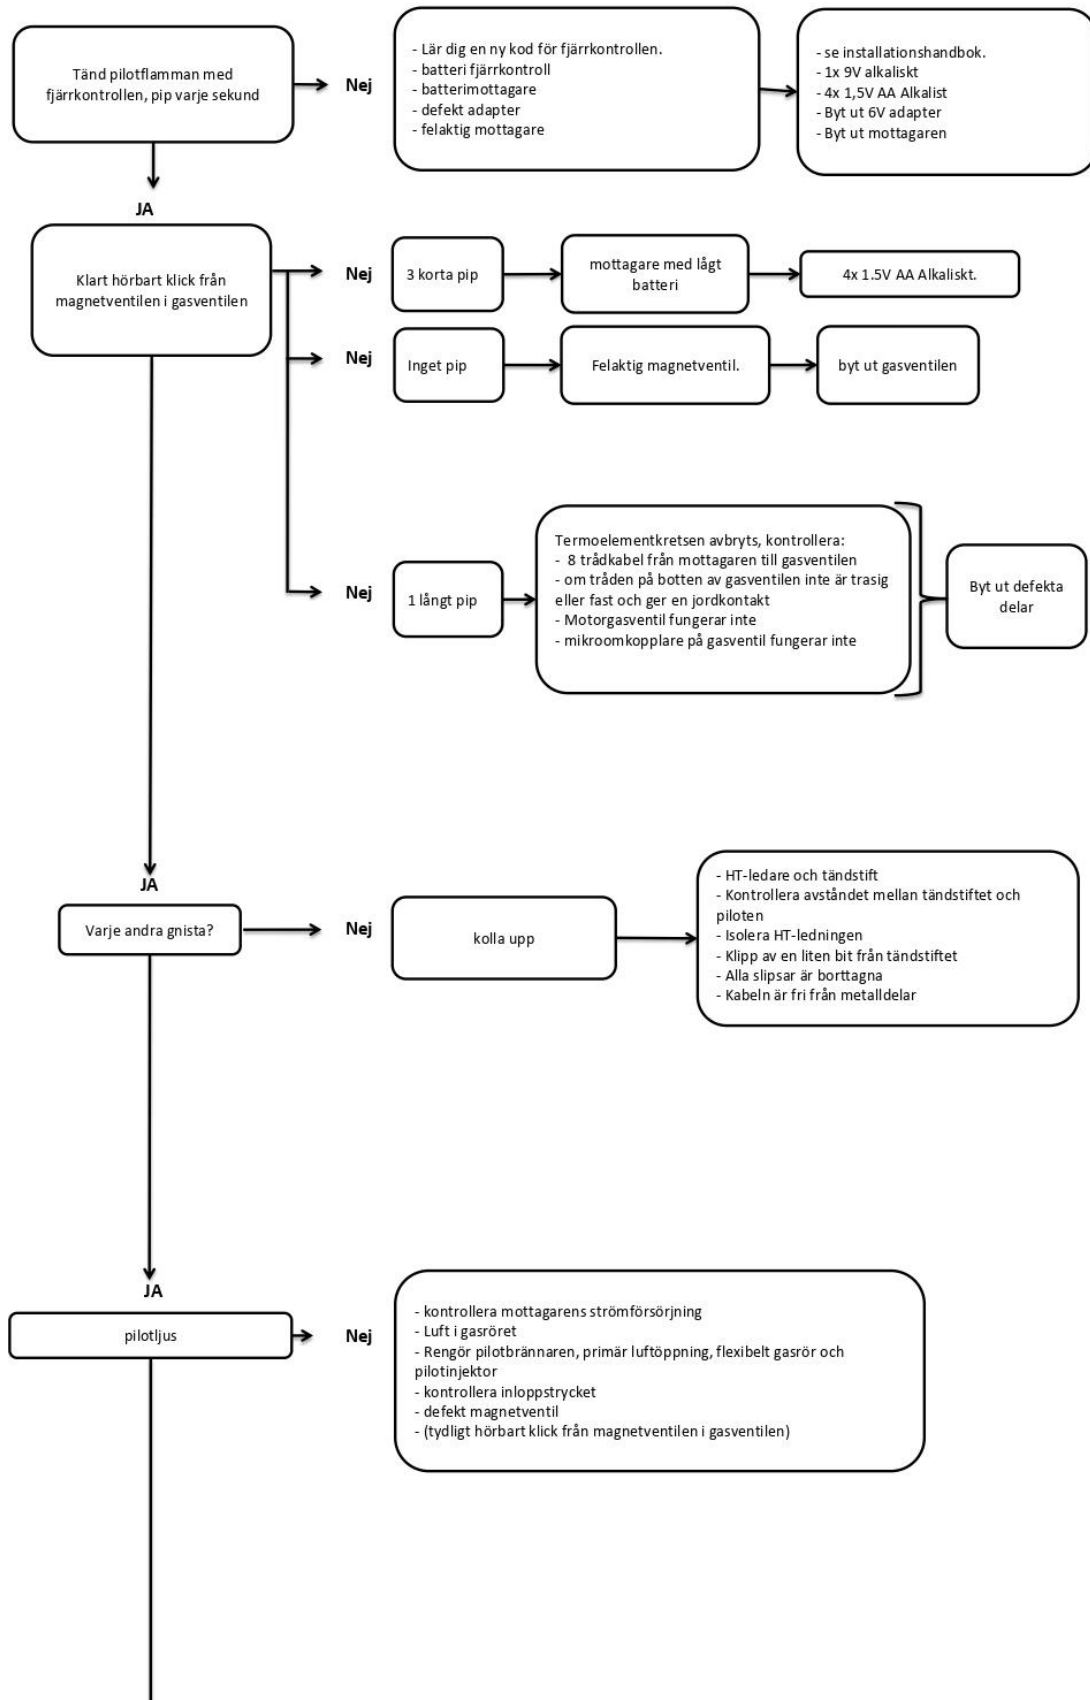 Tänd pilotflamman med
fjärrkontrollen, pip varje sekund
Nej
- Lär dig en ny kod för fjärrkontrollen.
- batteri fjärrkontroll
- batterimottagare
- defekt adapter
- felaktig mottagare
- se installationshandbok.
- 1x 9V alkaliskt
- 4x 1,5V AA Alkalist
- Byt ut 6V adapter
- Byt ut mottagaren
JA
Klart hörbart klick från
magnetventilen i gasventilen
Nej
3 korta pip
mottagare med lågt
batteri
4x 1.5V AA Alkaliskt.
Nej
Inget pip
Felaktig magnetventil.
byt ut gasventilen
Nej
1 långt pip
Termoelementkretsen avbryts, kontrollera:
- 8 trådkabel från mottagaren till gasventilen
- om tråden på botten av gasventilen inte är trasig
eller fast och ger en jordkontakt
- Motorgasventil fungerar inte
- mikroomkopplare på gasventil fungerar inte
Byt ut defekta
delar
JA
Varje andra gnista?
Nej
kolla upp
- HT-ledare och tändstift
- Kontrollera avståndet mellan tändstiftet och
piloten
- Isolera HT-ledningen
- Klipp av en liten bit från tändstiftet
- Alla slipsar är borttagna
- Kabeln är fri från metalldelar
JA
pilotljus
Nej
- kontrollera mottagarens strömförsörjning
- Luft i gasröret
- Rengör pilotbrännaren, primär luftöppning, flexibelt gasrör och
pilotinjektor
- kontrollera inloppstrycket
- defekt magnetventil
- (tydligt hörbart klick från magnetventilen i gasventilen)